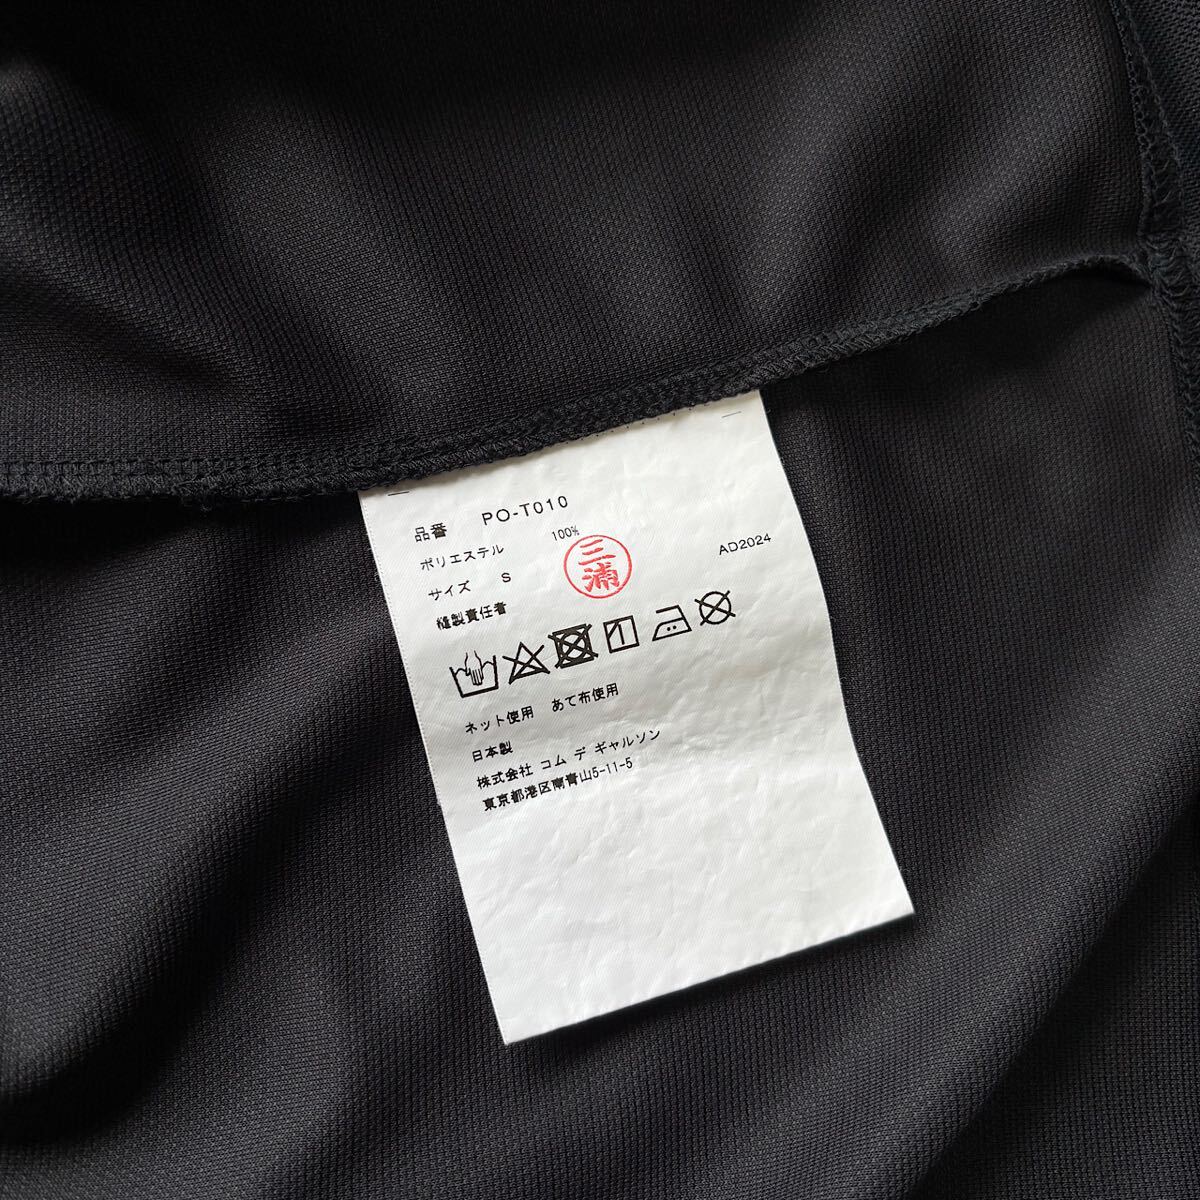 品番 PO-T010
ポリエステル 100%
サイズ S
AD2024
縫製責任者 三浦
ネット使用 あて布使用
日本製
株式会社 コム デ ギャルソン
東京都港区南青山5-11-5